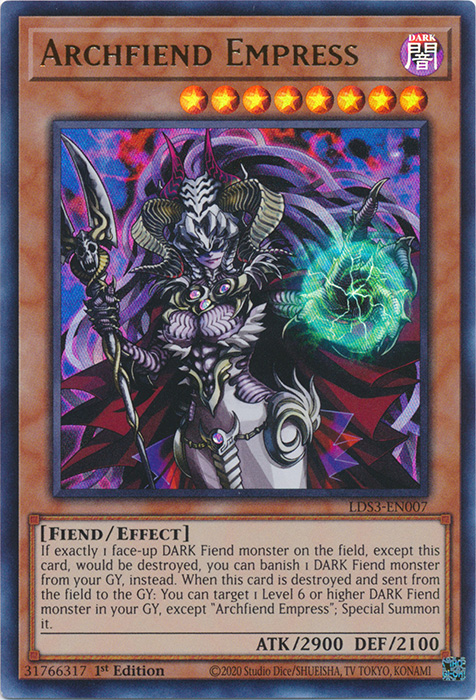 ARCHFIEND EMPRESS
DARK
闇
LDS3-EN007
[FIEND/EFFECT]
If exactly 1 face-up DARK Fiend monster on the field, except this
card, would be destroyed, you can banish 1 DARK Fiend monster
from your GY, instead. When this card is destroyed and sent from
the field to the GY: You can target 1 Level 6 or higher DARK Fiend
monster in your GY, except "Archfiend Empress"; Special Summon
it.
ATK/2900 DEF/2100
31766317 1st Edition ©2020 Studio Dice/SHUEISHA, TV TOKYO, KONAMI